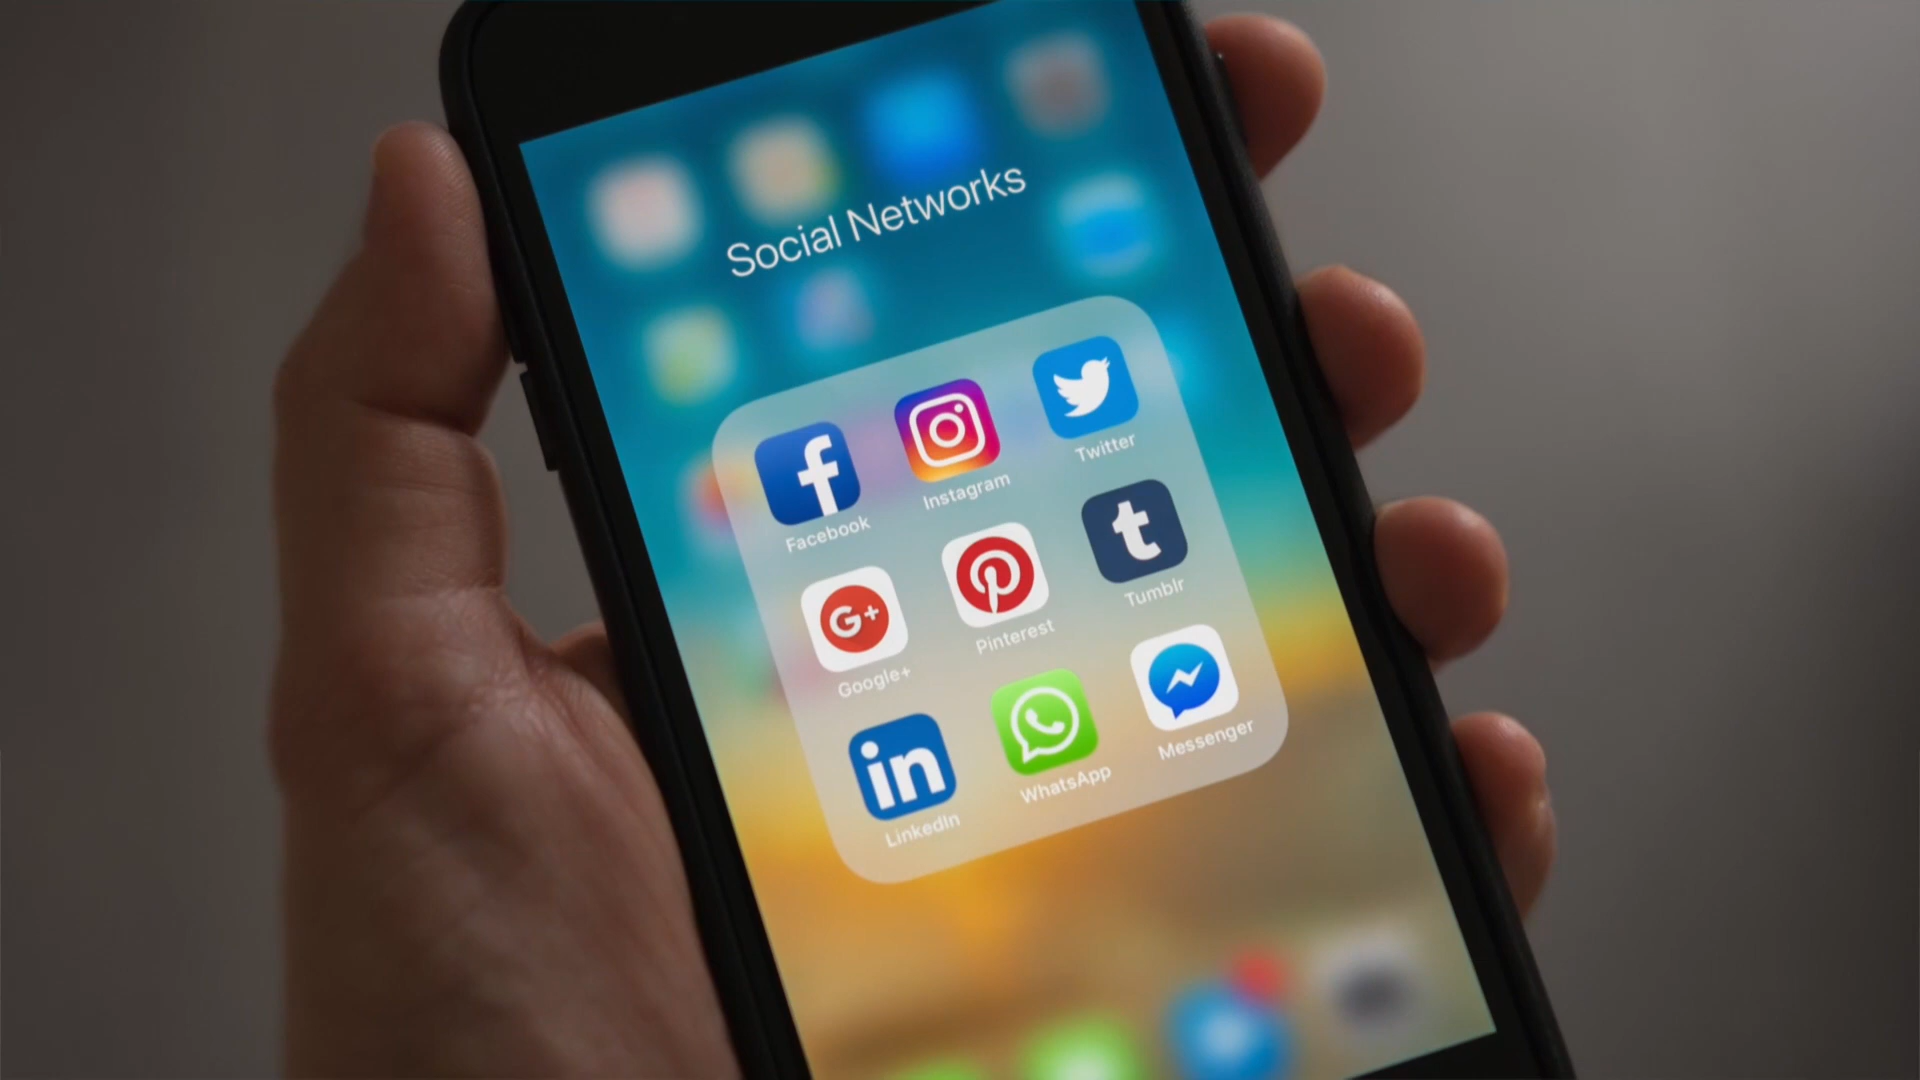 Social Networks
Facebook
Instagram
Twitter
Google+
Pinterest
Tumblr
LinkedIn
WhatsApp
Messenger